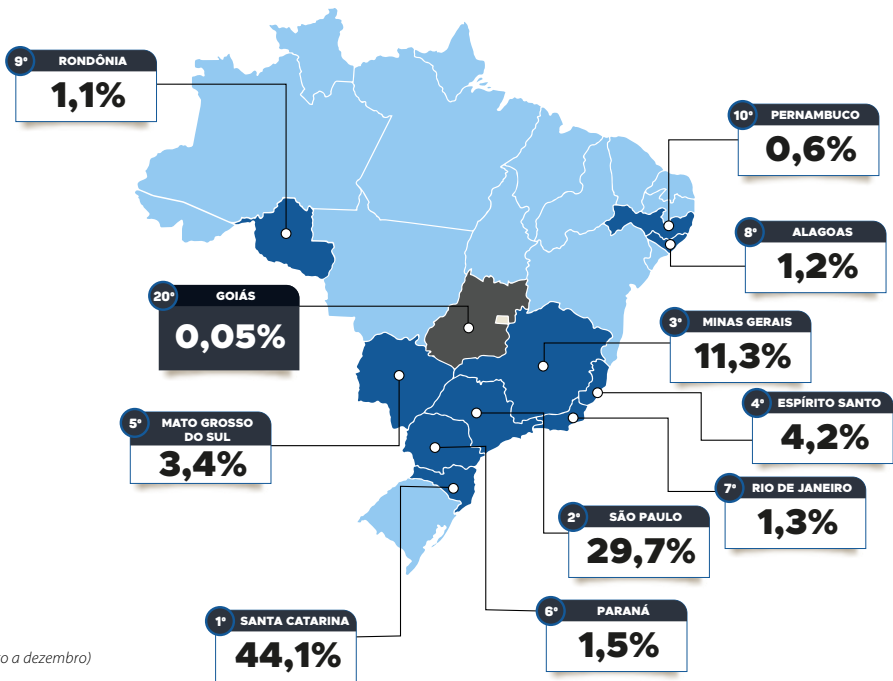 9º RONDÔNIA
1,1%
10º PERNAMBUCO
0,6%
8º ALAGOAS
1,2%
20º GOIÁS
0,05%
3º MINAS GERAIS
11,3%
4º ESPÍRITO SANTO
4,2%
5º MATO GROSSO
DO SUL
3,4%
7º RIO DE JANEIRO
1,3%
2º SÃO PAULO
29,7%
6º PARANÁ
1,5%
1º SANTA CATARINA
44,1%
a dezembro)